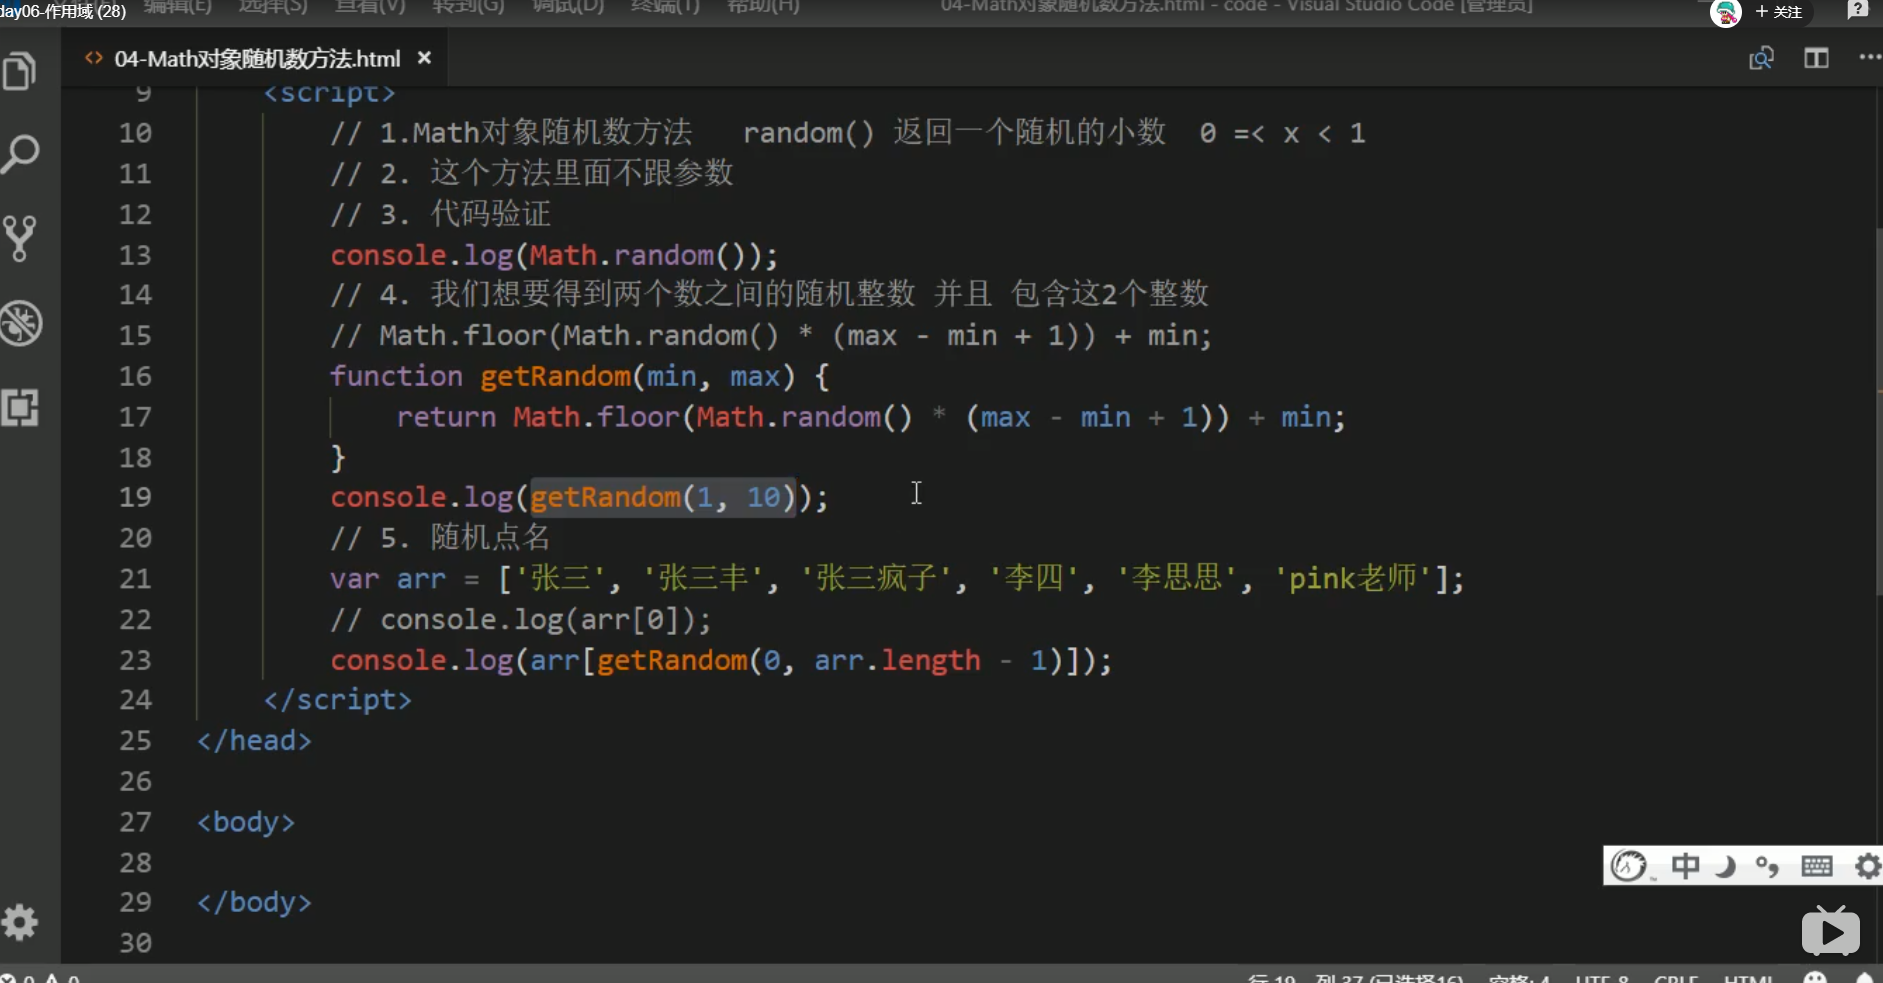 day06-作用域 (28)
编辑(E) 选择(S) 查看(V) 转到(G) 调试(D) 终端(T) 帮助(H) 04-Math对象随机数方法.html - code - Visual Studio Code [管理员]
+ 关注
04-Math对象随机数方法.html ×
9 <script>
10 // 1.Math对象随机数方法 random() 返回一个随机的小数 0 =< x < 1
11 // 2. 这个方法里面不跟参数
12 // 3. 代码验证
13 console.log(Math.random());
14 // 4. 我们想要得到两个数之间的随机整数 并且 包含这2个整数
15 // Math.floor(Math.random() * (max - min + 1)) + min;
16 function getRandom(min, max) {
17 return Math.floor(Math.random() * (max - min + 1)) + min;
18 }
19 console.log(getRandom(1, 10));
20 // 5. 随机点名
21 var arr = ['张三', '张三丰', '张三疯子', '李四', '李思思', 'pink老师'];
22 // console.log(arr[0]);
23 console.log(arr[getRandom(0, arr.length - 1)]);
24 </script>
25 </head>
26
27 <body>
28
29 </body>
30
中
0 0 行 19, 列 37 (已选择16) 空格: 4 UTF-8 CRLF HTML